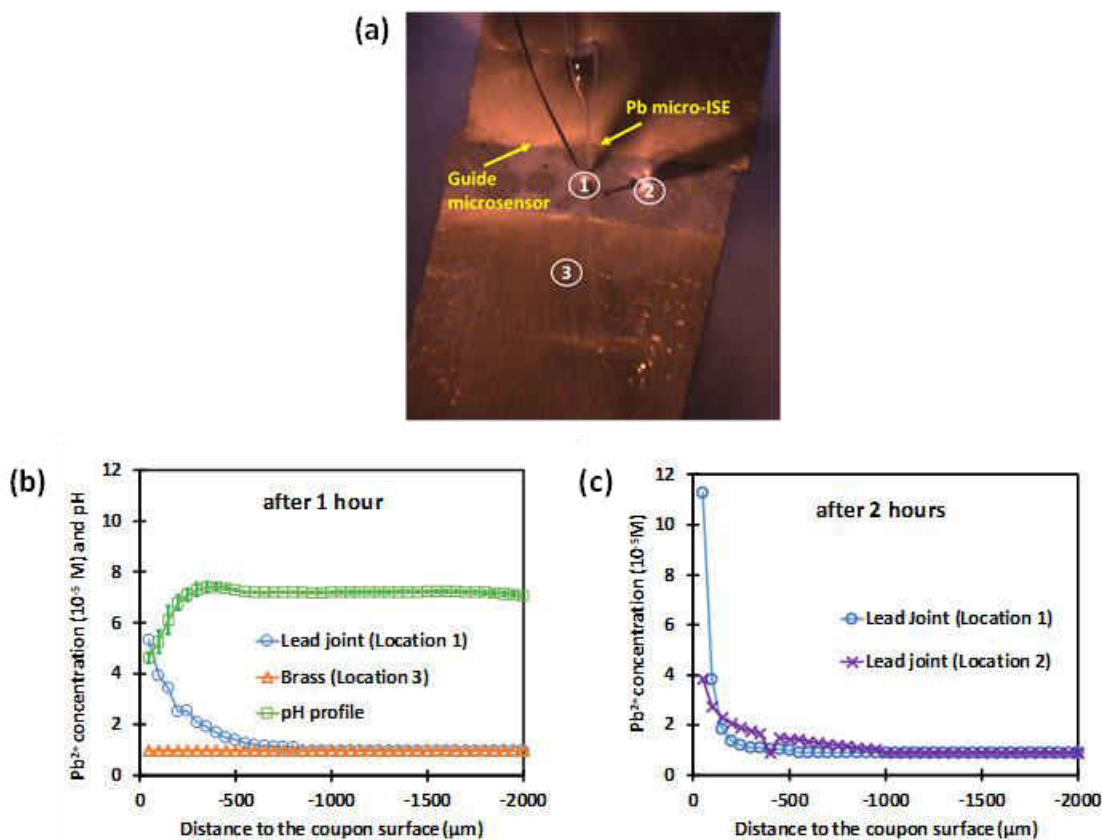 (a)
Pb micro-ISE
Guide
microsensor
1
2
3
(b)
Pb²⁺ concentration (10⁻⁵ M) and pH
12
10
8
6
4
2
0
after 1 hour
Lead joint (Location 1)
Brass (Location 3)
pH profile
0 -500 -1000 -1500 -2000
Distance to the coupon surface (µm)
(c)
Pb²⁺ concentration (10⁻⁵M)
12
10
8
6
4
2
0
after 2 hours
Lead Joint (Location 1)
Lead joint (Location 2)
0 -500 -1000 -1500 -2000
Distance to the coupon surface (µm)